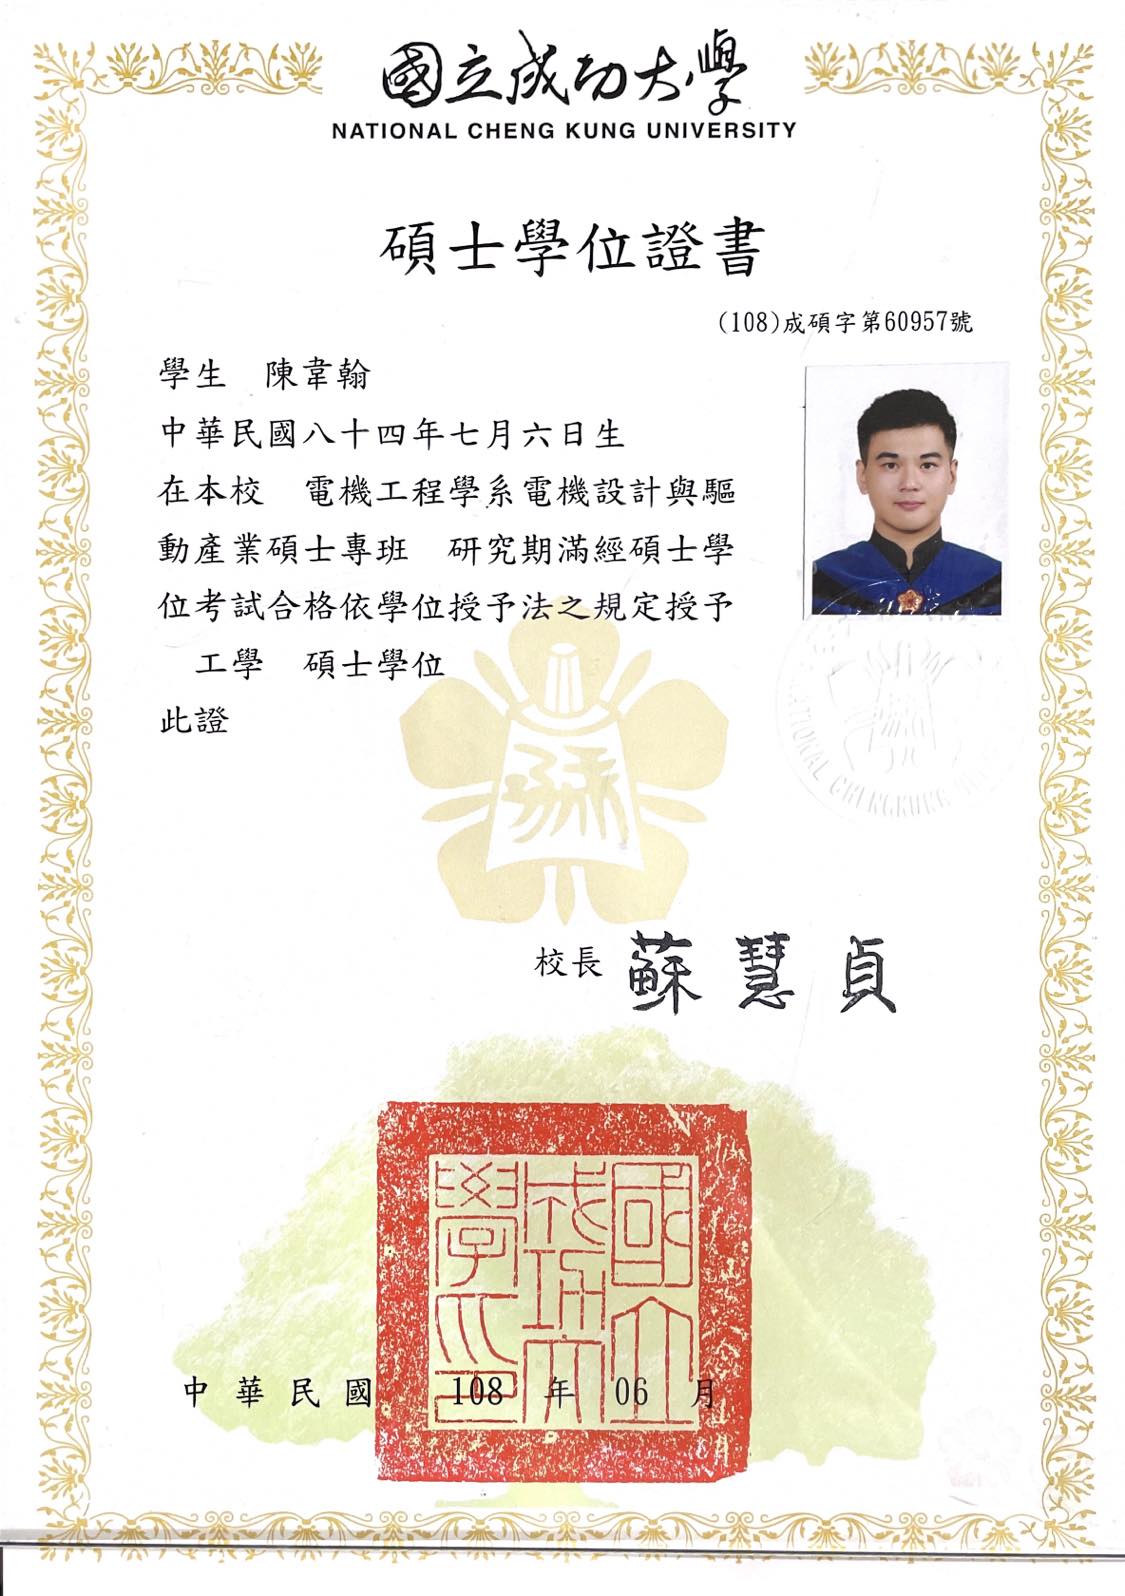 國立成功大學
NATIONAL CHENG KUNG UNIVERSITY
碩士學位證書
(108)成碩字第60957號
學生　陳韋翰
中華民國八十四年七月六日生
在本校　電機工程學系電機設計與驅
動產業碩士專班　研究期滿經碩士學
位考試合格依學位授予法之規定授予
工學　碩士學位
此證
NATIONAL CHENG KUNG
校長 蘇慧貞
國立成功大學印
中華民國 108 年 06 月